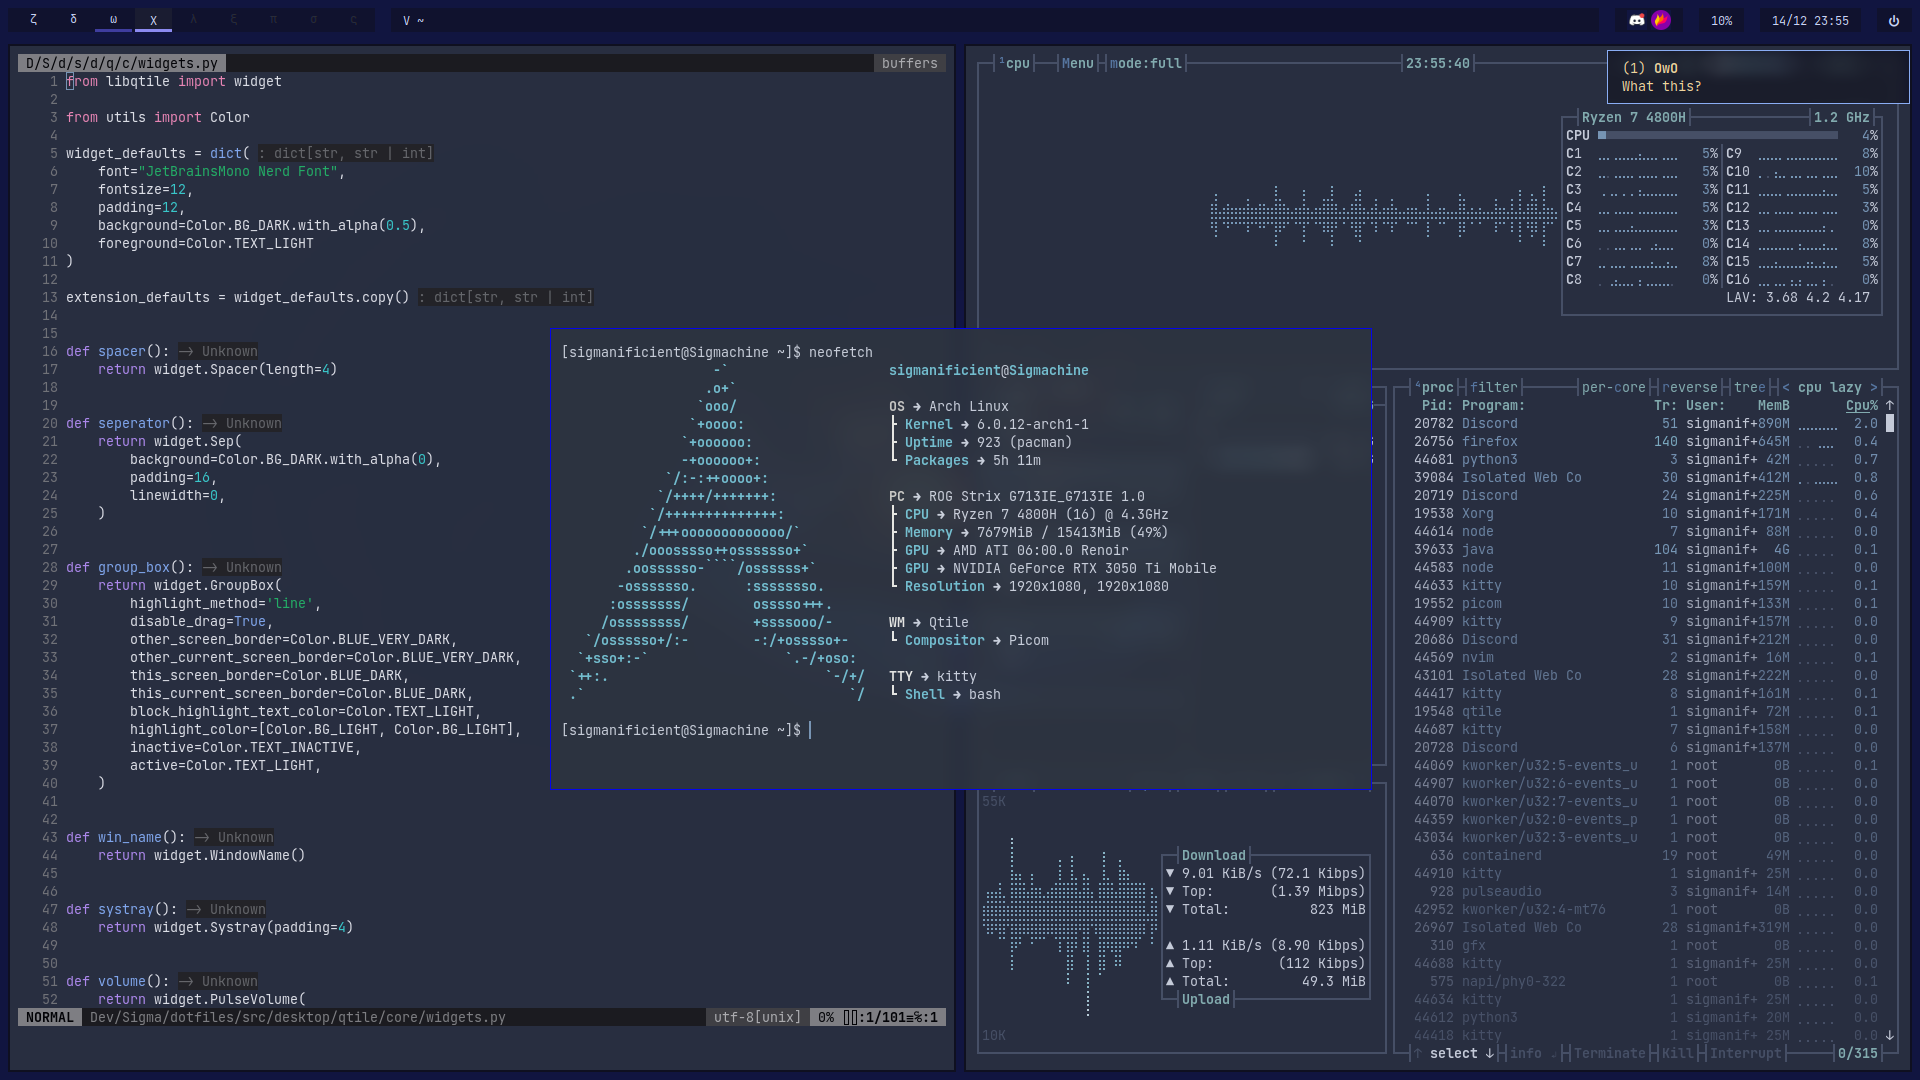 ζ δ ω χ λ ξ π σ ς
V ~
10%
14/12 23:55
D/S/d/s/d/q/c/widgets.py
buffers
1 from libqtile import widget
2
3 from utils import Color
4
5 widget_defaults = dict( : dict[str, str | int]
6 font="JetBrainsMono Nerd Font",
7 fontsize=12,
8 padding=12,
9 background=Color.BG_DARK.with_alpha(0.5),
10 foreground=Color.TEXT_LIGHT
11 )
12
13 extension_defaults = widget_defaults.copy() : dict[str, str | int]
14
15
16 def spacer(): -> Unknown
17 return widget.Spacer(length=4)
18
19
20 def seperator(): -> Unknown
21 return widget.Sep(
22 background=Color.BG_DARK.with_alpha(0),
23 padding=16,
24 linewidth=0,
25 )
26
27
28 def group_box(): -> Unknown
29 return widget.GroupBox(
30 highlight_method='line',
31 disable_drag=True,
32 other_screen_border=Color.BLUE_VERY_DARK,
33 other_current_screen_border=Color.BLUE_VERY_DARK,
34 this_screen_border=Color.BLUE_DARK,
35 this_current_screen_border=Color.BLUE_DARK,
36 block_highlight_text_color=Color.TEXT_LIGHT,
37 highlight_color=[Color.BG_LIGHT, Color.BG_LIGHT],
38 inactive=Color.TEXT_INACTIVE,
39 active=Color.TEXT_LIGHT,
40 )
41
42
43 def win_name(): -> Unknown
44 return widget.WindowName()
45
46
47 def systray(): -> Unknown
48 return widget.Systray(padding=4)
49
50
51 def volume(): -> Unknown
52 return widget.PulseVolume(
NORMAL Dev/Sigma/dotfiles/src/desktop/qtile/core/widgets.py utf-8[unix] 0% :1/101≡℅:1
[sigmanificient@Sigmachine ~]$ neofetch
sigmanificient@Sigmachine
OS → Arch Linux
Kernel → 6.0.12-arch1-1
Uptime → 923 (pacman)
Packages → 5h 11m
PC → ROG Strix G713IE_G713IE 1.0
CPU → Ryzen 7 4800H (16) @ 4.3GHz
Memory → 7679MiB / 15413MiB (49%)
GPU → AMD ATI 06:00.0 Renoir
GPU → NVIDIA GeForce RTX 3050 Ti Mobile
Resolution → 1920x1080, 1920x1080
WM → Qtile
Compositor → Picom
TTY → kitty
Shell → bash
[sigmanificient@Sigmachine ~]$
¹cpu Menu mode:full 23:55:40
(1) OwO
What this?
Ryzen 7 4800H 1.2 GHz
CPU 4%
C1 5% C9 8%
C2 5% C10 10%
C3 3% C11 5%
C4 5% C12 3%
C5 3% C13 0%
C6 0% C14 8%
C7 8% C15 5%
C8 0% C16 0%
LAV: 3.68 4.2 4.17
55K
Download
▼ 9.01 KiB/s (72.1 Kibps)
▼ Top: (1.39 Mibps)
▼ Total: 823 MiB
▲ 1.11 KiB/s (8.90 Kibps)
▲ Top: (112 Kibps)
▲ Total: 49.3 MiB
Upload
10K
⁴proc filter per-core reverse tree < cpu lazy >
Pid: Program: Tr: User: MemB Cpu% ↑
20782 Discord 51 sigmanif+890M 2.0
26756 firefox 140 sigmanif+645M 0.4
44681 python3 3 sigmanif+ 42M 0.7
39084 Isolated Web Co 30 sigmanif+412M 0.8
20719 Discord 24 sigmanif+225M 0.6
19538 Xorg 10 sigmanif+171M 0.4
44614 node 7 sigmanif+ 88M 0.0
39633 java 104 sigmanif+ 4G 0.1
44583 node 11 sigmanif+100M 0.0
44633 kitty 10 sigmanif+159M 0.1
19552 picom 10 sigmanif+133M 0.1
44909 kitty 9 sigmanif+157M 0.0
20686 Discord 31 sigmanif+212M 0.0
44569 nvim 2 sigmanif+ 16M 0.1
43101 Isolated Web Co 28 sigmanif+222M 0.0
44417 kitty 8 sigmanif+161M 0.1
19548 qtile 1 sigmanif+ 72M 0.1
44687 kitty 7 sigmanif+158M 0.0
20728 Discord 6 sigmanif+137M 0.0
44069 kworker/u32:5-events_u 1 root 0B 0.1
44907 kworker/u32:6-events_u 1 root 0B 0.0
44070 kworker/u32:7-events_u 1 root 0B 0.0
44359 kworker/u32:0-events_p 1 root 0B 0.0
43034 kworker/u32:3-events_u 1 root 0B 0.0
636 containerd 19 root 49M 0.0
44910 kitty 1 sigmanif+ 25M 0.0
928 pulseaudio 3 sigmanif+ 14M 0.0
42952 kworker/u32:4-mt76 1 root 0B 0.0
26967 Isolated Web Co 28 sigmanif+319M 0.0
310 gfx 1 root 0B 0.0
44688 kitty 1 sigmanif+ 25M 0.0
575 napi/phy0-322 1 root 0B 0.1
44634 kitty 1 sigmanif+ 25M 0.0
44612 python3 1 sigmanif+ 20M 0.0
44418 kitty 1 sigmanif+ 25M 0.0 ↓
↑ select ↓ info Terminate Kill Interrupt 0/315